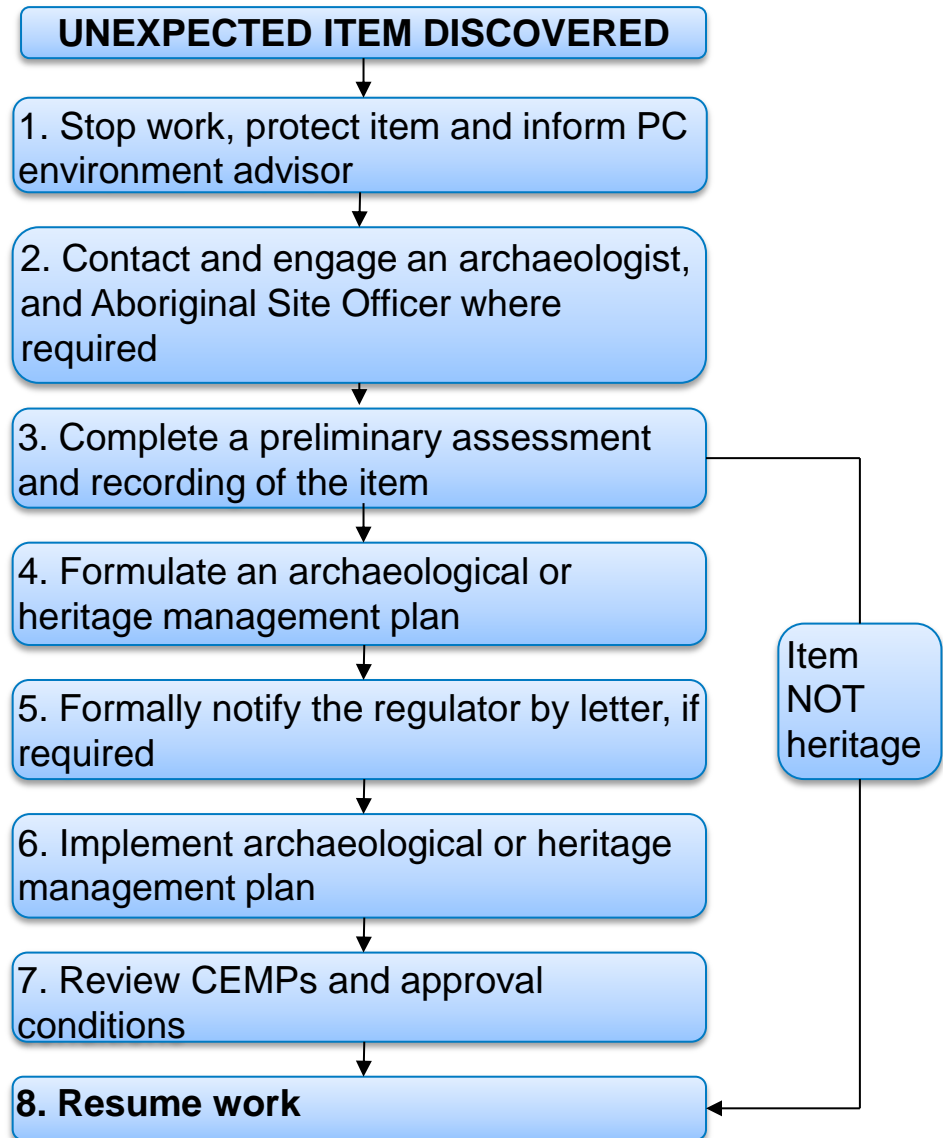 UNEXPECTED ITEM DISCOVERED
1. Stop work, protect item and inform PC
environment advisor
2. Contact and engage an archaeologist,
and Aboriginal Site Officer where
required
3. Complete a preliminary assessment
and recording of the item
4. Formulate an archaeological or
heritage management plan
5. Formally notify the regulator by letter, if
required
Item
NOT
heritage
6. Implement archaeological or heritage
management plan
7. Review CEMPs and approval
conditions
8. Resume work